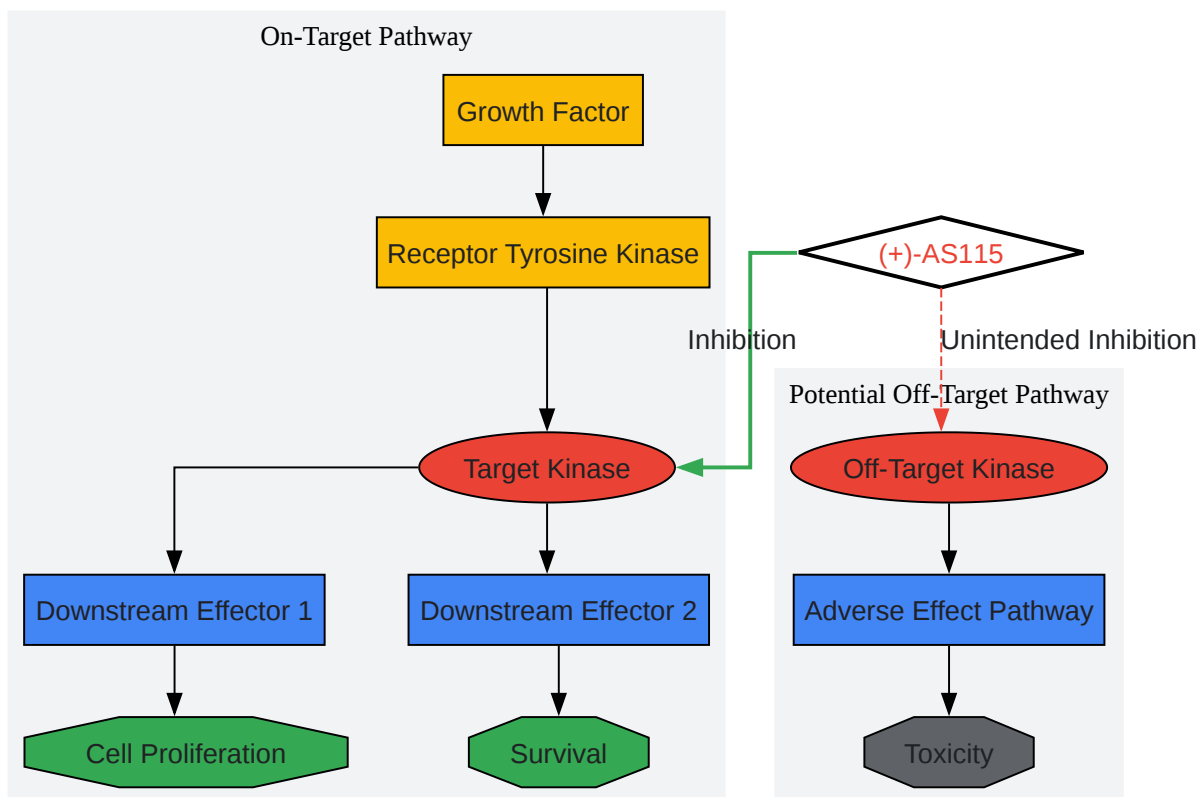 On-Target Pathway
Growth Factor
Receptor Tyrosine Kinase
(+)-AS115
Inhibition
Unintended Inhibition
Potential Off-Target Pathway
Target Kinase
Off-Target Kinase
Downstream Effector 1
Downstream Effector 2
Adverse Effect Pathway
Cell Proliferation
Survival
Toxicity